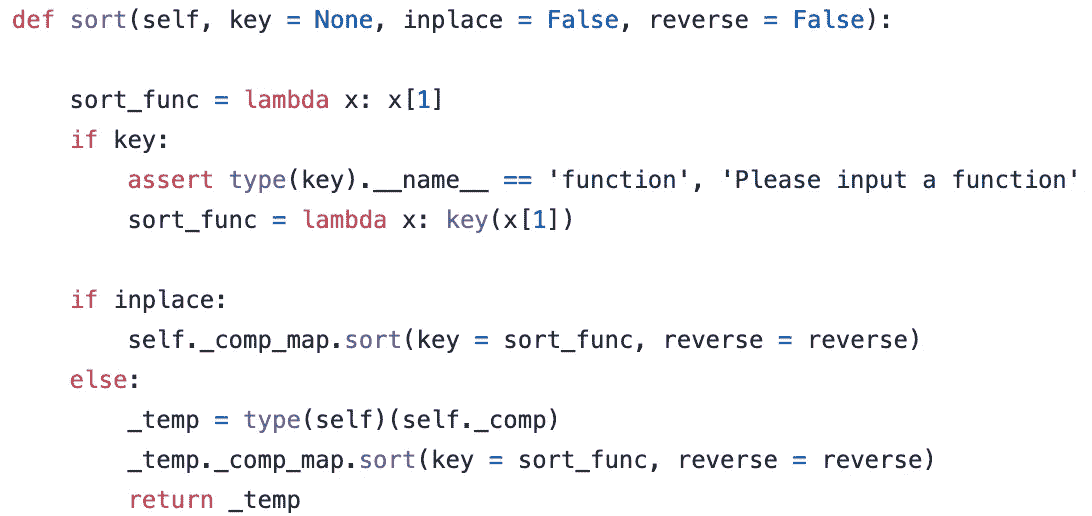 def sort(self, key = None, inplace = False, reverse = False):
    sort_func = lambda x: x[1]
    if key:
        assert type(key).__name__ == 'function', 'Please input a function'
        sort_func = lambda x: key(x[1])
    if inplace:
        self._comp_map.sort(key = sort_func, reverse = reverse)
    else:
        _temp = type(self)(self._comp)
        _temp._comp_map.sort(key = sort_func, reverse = reverse)
        return _temp